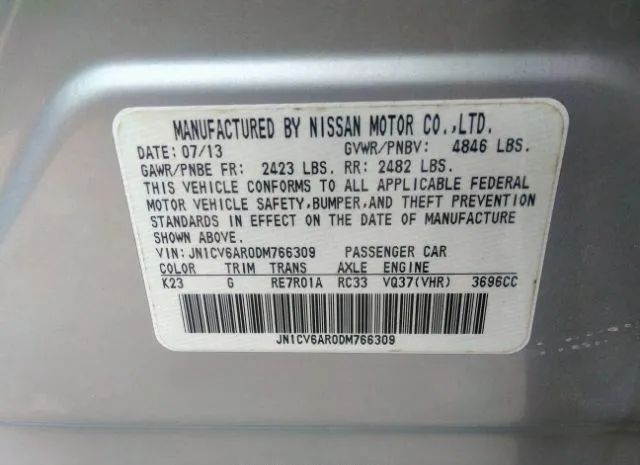 MANUFACTURED BY NISSAN MOTOR CO.,LTD.
DATE: 07/13 GVWR/PNBV: 4846 LBS.
GAWR/PNBE FR: 2423 LBS. RR: 2482 LBS.
THIS VEHICLE CONFORMS TO ALL APPLICABLE FEDERAL
MOTOR VEHICLE SAFETY,BUMPER,AND THEFT PREVENTION
STANDARDS IN EFFECT ON THE DATE OF MANUFACTURE
SHOWN ABOVE.
VIN: JN1CV6AR0DM766309 PASSENGER CAR
COLOR TRIM TRANS AXLE ENGINE
K23 G RE7R01A RC33 VQ37(VHR) 3696CC
JN1CV6AR0DM766309